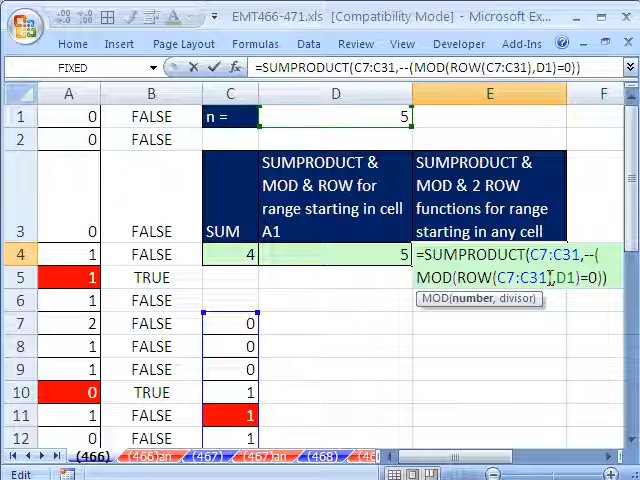 EMT466-471.xls [Compatibility Mode] - Microsoft Ex...
Home Insert Page Layout Formulas Data Review View Developer Add-Ins
FIXED =SUMPRODUCT(C7:C31,--(MOD(ROW(C7:C31),D1)=0))
A B C D E F
1 0 FALSE n = 5
2 0 FALSE
SUMPRODUCT & SUMPRODUCT &
MOD & ROW for MOD & 2 ROW
range starting in cell functions for range
3 0 FALSE SUM A1 starting in any cell
4 1 FALSE 4 5 =SUMPRODUCT(C7:C31,--(
5 1 TRUE MOD(ROW(C7:C31),D1)=0))
6 1 FALSE MOD(number, divisor)
7 2 FALSE 0
8 1 FALSE 0
9 1 FALSE 0
10 0 TRUE 1
11 1 FALSE 1
12 0 FALSE 1
(466) (466)an (467) (467)an (468) (46
Edit